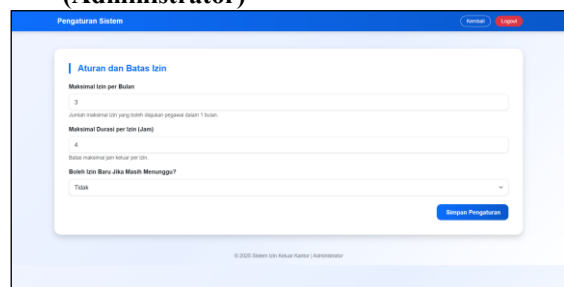 (Administrator)
Pengaturan Sistem Kembali Logout
Aturan dan Batas Izin
Maksimal Izin per Bulan
3
Jumlah maksimal izin yang boleh diajukan pegawai dalam 1 bulan.
Maksimal Durasi per Izin (Jam)
4
Batas maksimal jam keluar per izin.
Boleh Izin Baru Jika Masih Menunggu?
Tidak
Simpan Pengaturan
© 2025 Sistem Izin Keluar Kantor | Administrator